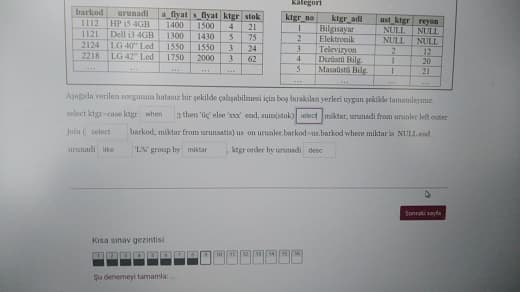 kategori
barkod urunadi a_fiyat s_fiyat ktgr stok
1112 HP i5 4GB 1400 1500 4 21
1121 Dell i3 4GB 1300 1430 5 75
2124 LG 40" Led 1550 1550 3 24
2218 LG 42" Led 1750 2000 3 62
... ... ... ... ... ...
ktgr_no ktgr_adi ust_ktgr reyon
1 Bilgisayar NULL NULL
2 Elektronik NULL NULL
3 Televizyon 2 12
4 Dizüstü Bilg. 1 20
5 Masaüstü Bilg. 1 21
... ... ... ...
Aşağıda verilen sorgunun hatasız bir şekilde çalışabilmesi için boş bırakılan yerleri uygun şekilde tamamlayınız.
select ktgr=case ktgr when 3 then 'üç' else 'xxx' end, sum(stok) select miktar, urunadi from urunler left outer
join ( select barkod, miktar from urunsatis) us on urunler.barkod=us.barkod where miktar is NULL and
urunadi like 'L%' group by miktar , ktgr order by urunadi desc
Sonraki sayfa
Kısa sınav gezintisi
1 2 3 4 5 6 7 8 9 10 11 12 13 14 15 16
Şu denemeyi tamamla: ...